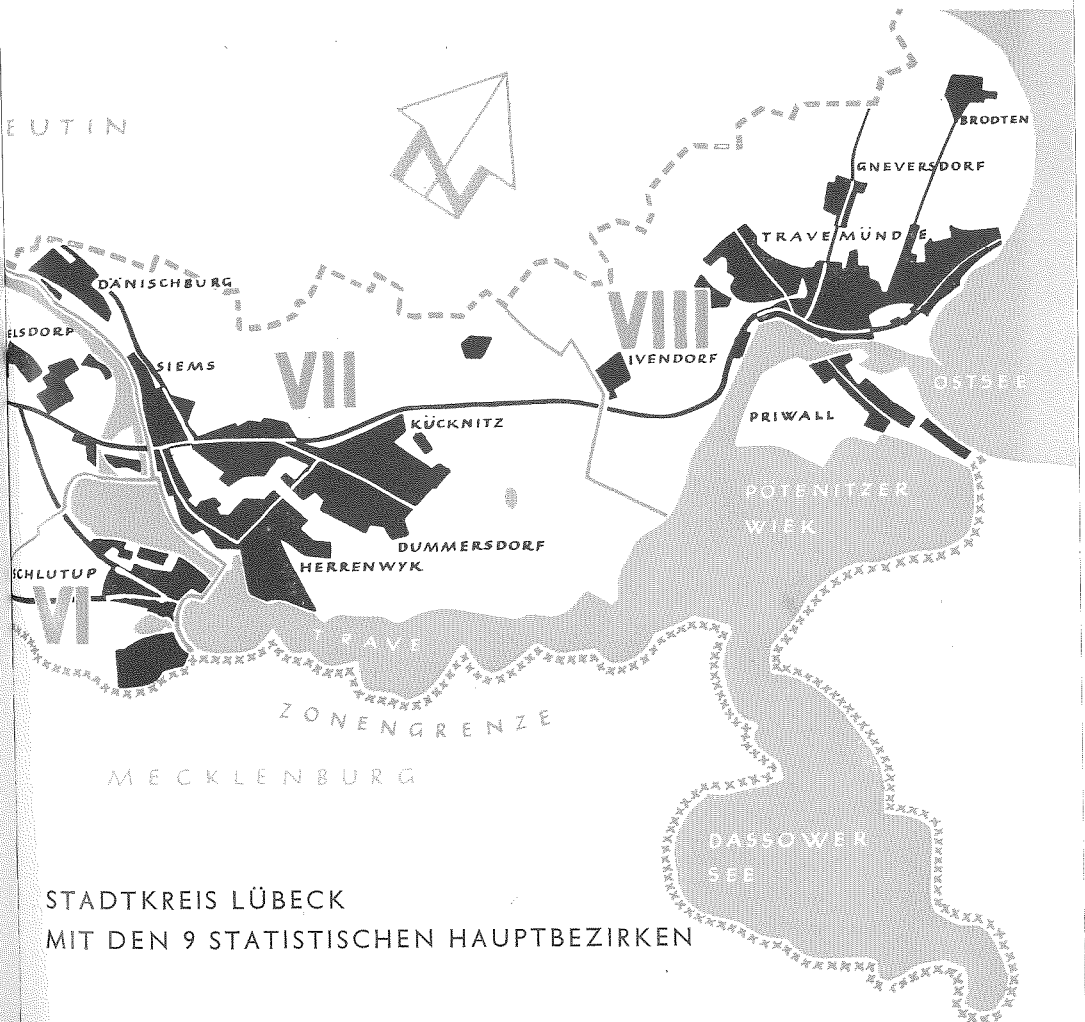 EUTIN
BRODTEN
GNEVERSDORF
TRAVEMÜNDE
DÄNISCHBURG
VIII
ELSDORP
IVENDORF
SIEMS
VII
OSTSEE
KÜCKNITZ
PRIWALL
PÖTENITZER
WIEK
DUMMERSDORF
HERRENWYK
SCHLUTUP
VI
TRAVE
ZONENGRENZE
MECKLENBURG
DASSOWER
SEE
STADTKREIS LÜBECK
MIT DEN 9 STATISTISCHEN HAUPTBEZIRKEN